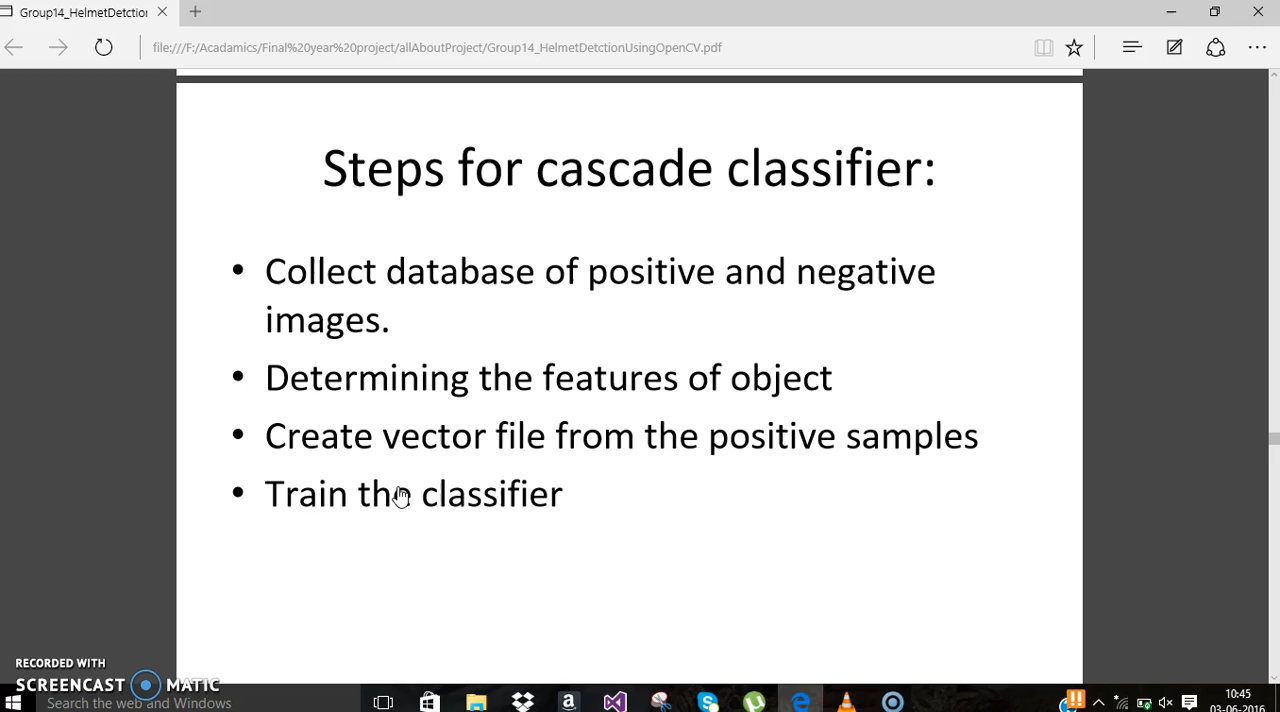 Group14_HelmetDetction
file:///F:/Acadamics/Final%20year%20project/allAboutProject/Group14_HelmetDetctionUsingOpenCV.pdf
Steps for cascade classifier:
• Collect database of positive and negative
images.
• Determining the features of object
• Create vector file from the positive samples
• Train the classifier
RECORDED WITH
SCREENCAST MATIC
Search the web and Windows
10:45
03-06-2016